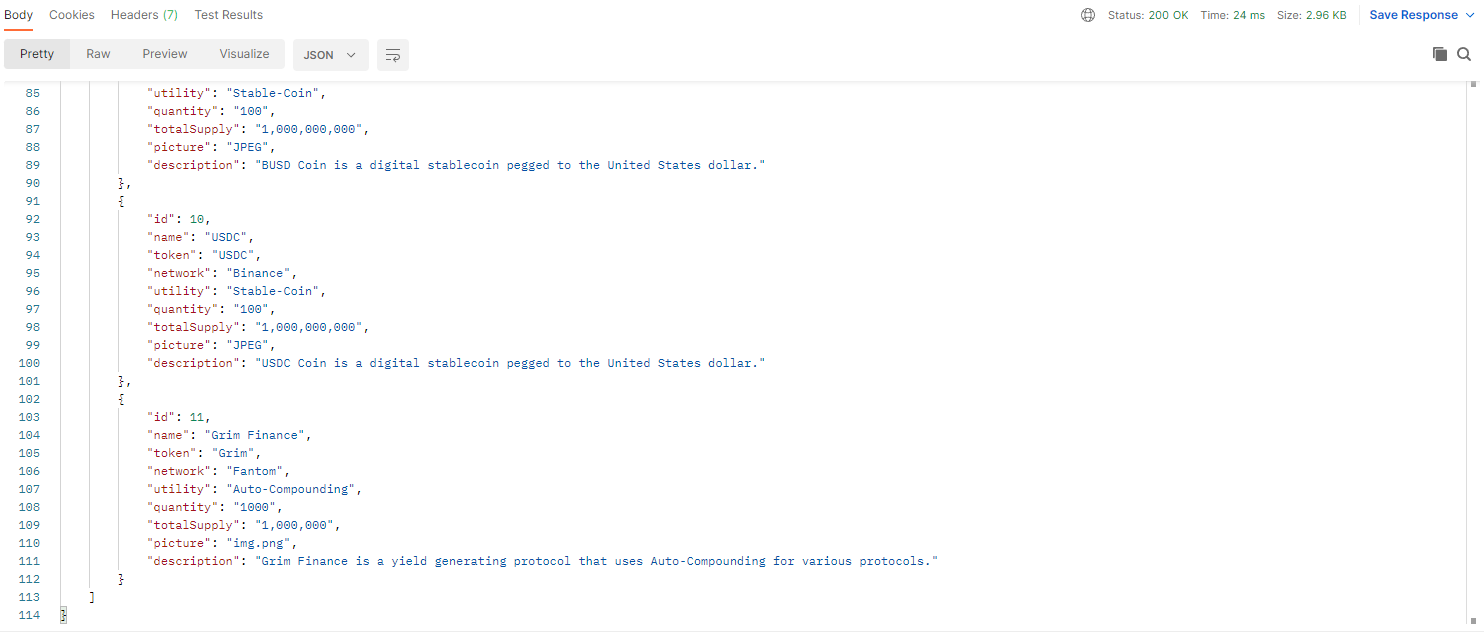 Body Cookies Headers (7) Test Results Status: 200 OK Time: 24 ms Size: 2.96 KB Save Response
Pretty Raw Preview Visualize JSON
85 "utility": "Stable-Coin",
86 "quantity": "100",
87 "totalSupply": "1,000,000,000",
88 "picture": "JPEG",
89 "description": "BUSD Coin is a digital stablecoin pegged to the United States dollar."
90 },
91 {
92 "id": 10,
93 "name": "USDC",
94 "token": "USDC",
95 "network": "Binance",
96 "utility": "Stable-Coin",
97 "quantity": "100",
98 "totalSupply": "1,000,000,000",
99 "picture": "JPEG",
100 "description": "USDC Coin is a digital stablecoin pegged to the United States dollar."
101 },
102 {
103 "id": 11,
104 "name": "Grim Finance",
105 "token": "Grim",
106 "network": "Fantom",
107 "utility": "Auto-Compounding",
108 "quantity": "1000",
109 "totalSupply": "1,000,000",
110 "picture": "img.png",
111 "description": "Grim Finance is a yield generating protocol that uses Auto-Compounding for various protocols."
112 }
113 ]
114 }